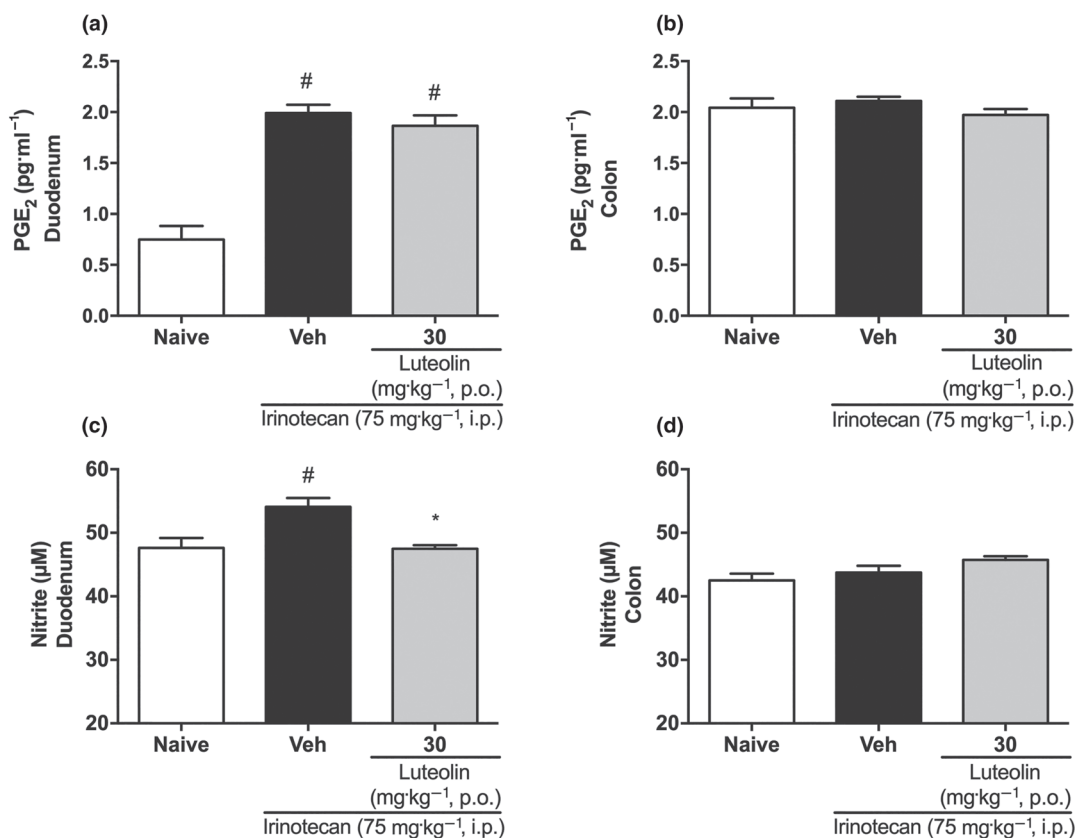 (a)
PGE₂ (pg·ml⁻¹)
Duodenum
2.5
2.0
1.5
1.0
0.5
0.0
#
#
Naive
Veh
30
Luteolin
(mg·kg⁻¹, p.o.)
Irinotecan (75 mg·kg⁻¹, i.p.)
(b)
PGE₂ (pg·ml⁻¹)
Colon
2.5
2.0
1.5
1.0
0.5
0.0
Naive
Veh
30
Luteolin
(mg·kg⁻¹, p.o.)
Irinotecan (75 mg·kg⁻¹, i.p.)
(c)
Nitrite (µM)
Duodenum
60
50
40
30
20
#
*
Naive
Veh
30
Luteolin
(mg·kg⁻¹, p.o.)
Irinotecan (75 mg·kg⁻¹, i.p.)
(d)
Nitrite (µM)
Colon
60
50
40
30
20
Naive
Veh
30
Luteolin
(mg·kg⁻¹, p.o.)
Irinotecan (75 mg·kg⁻¹, i.p.)